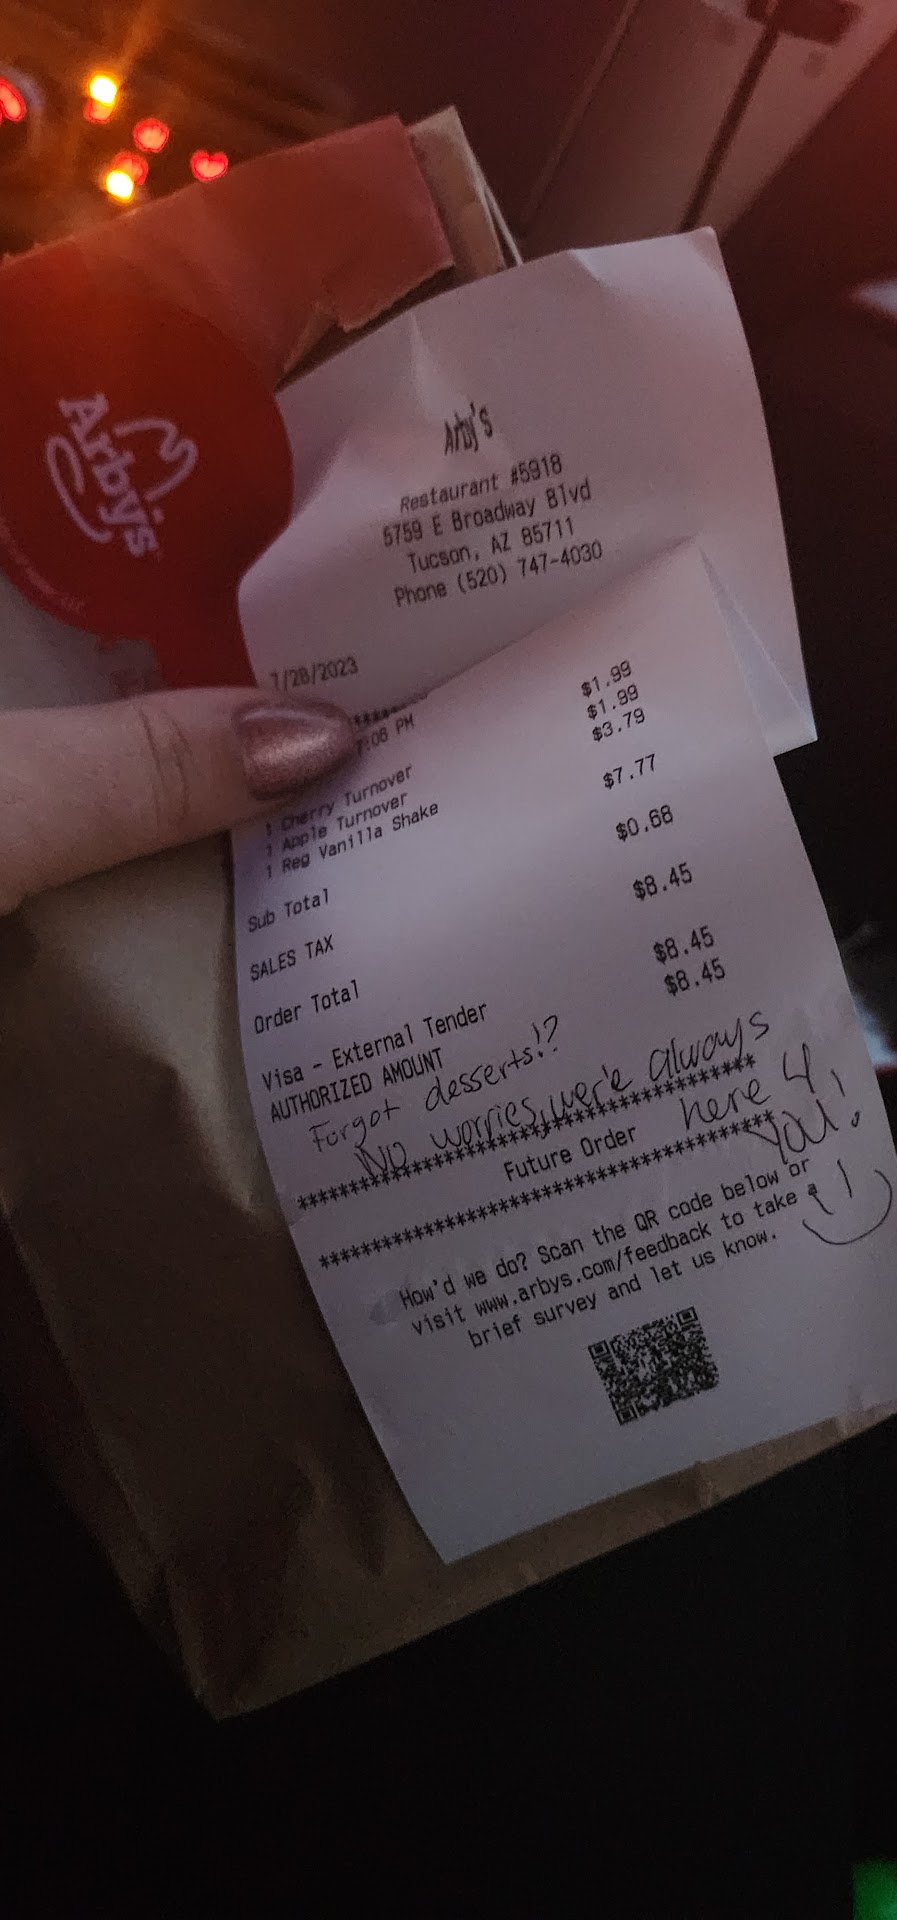 Arby's
Arby's
Restaurant #5918
5759 E Broadway Blvd
Tucson, AZ 85711
Phone (520) 747-4030
7/28/2023
7:06 PM
1 Cherry Turnover $1.99
1 Apple Turnover $1.99
1 Reg Vanilla Shake $3.79
Sub Total $7.77
SALES TAX $0.68
Order Total $8.45
Visa - External Tender $8.45
AUTHORIZED AMOUNT $8.45
Forgot desserts!?
No worries, wer'e always
here 4
YOU!
****************************************
Future Order
****************************************
How'd we do? Scan the QR code below or
visit www.arbys.com/feedback to take a
brief survey and let us know.